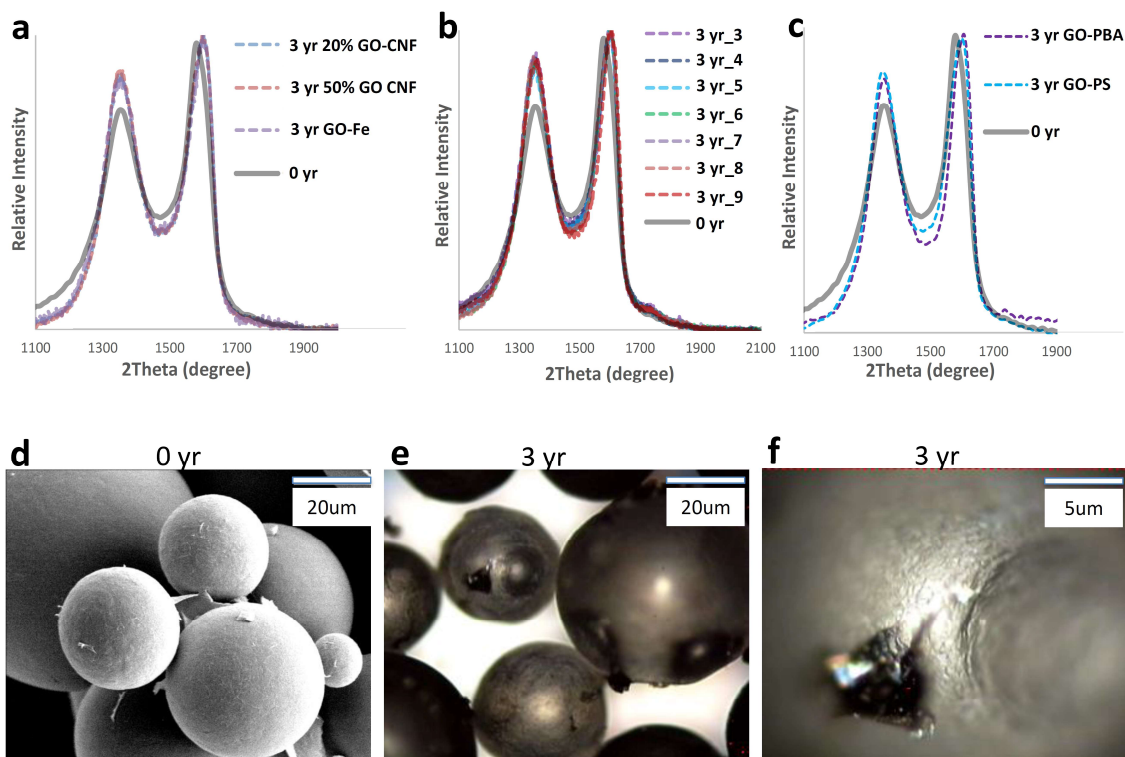 a
3 yr 20% GO-CNF
3 yr 50% GO CNF
3 yr GO-Fe
0 yr
Relative Intensity
1100 1300 1500 1700 1900
2Theta (degree)
b
3 yr_3
3 yr_4
3 yr_5
3 yr_6
3 yr_7
3 yr_8
3 yr_9
0 yr
Relative Intensity
1100 1300 1500 1700 1900 2100
2Theta (degree)
c
3 yr GO-PBA
3 yr GO-PS
0 yr
Relative Intensity
1100 1300 1500 1700 1900
2Theta (degree)
d
0 yr
20um
e
3 yr
20um
f
3 yr
5um